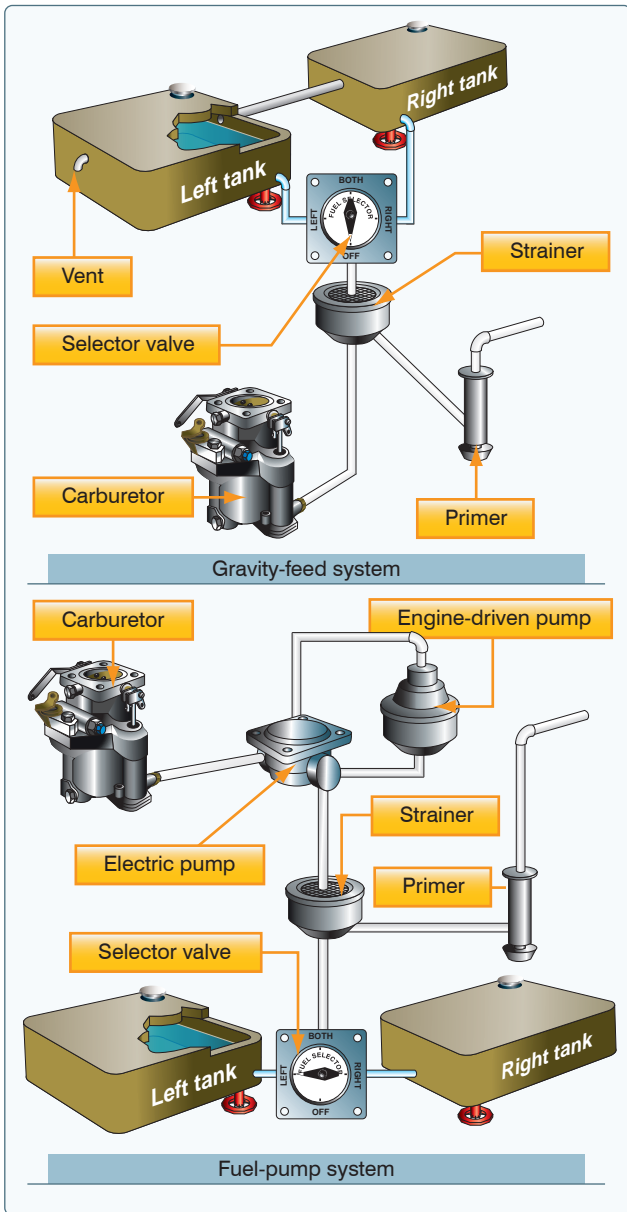 Right tank
Left tank
BOTH
LEFT
FUEL SELECTOR
RIGHT
OFF
Strainer
Vent
Selector valve
Carburetor
Primer
Gravity-feed system
Carburetor
Engine-driven pump
Strainer
Electric pump
Primer
Selector valve
BOTH
LEFT
FUEL SELECTOR
RIGHT
OFF
Left tank
Right tank
Fuel-pump system